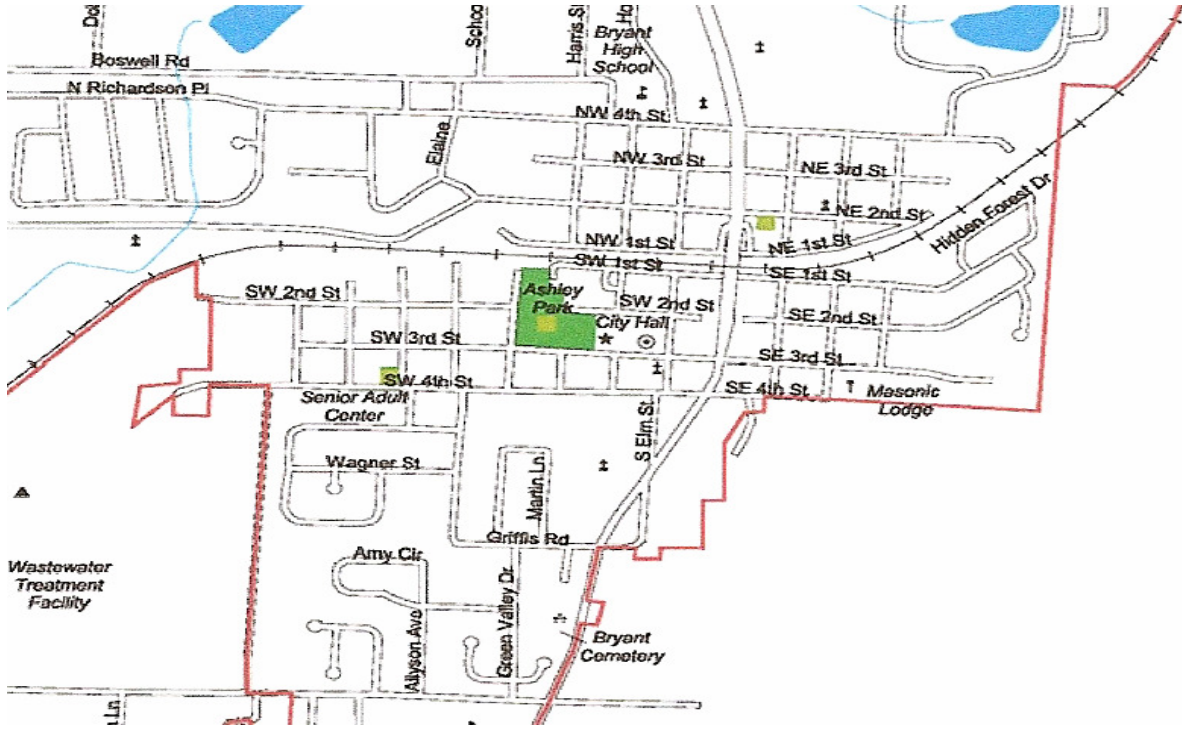 Schoo
Harris S
Ho
Bryant
High
School
Boswell Rd
N Richardson Pl
NW 4th St
Elaine
NW 3rd St
NE 3rd St
NE 2nd St
Hidden Forest Dr
NW 1st St
NE 1st St
SW 1st St
SE 1st St
SW 2nd St
Ashley
Park
SW 2nd St
SE 2nd St
City Hall
SW 3rd St
SE 3rd St
SW 4th St
SE 4th St
Masonic
Lodge
Senior Adult
Center
S Elm St
Wagner St
Martin Ln
Griffis Rd
Amy Cir
Wastewater
Treatment
Facility
Green Valley Dr
Allyson Ave
Bryant
Cemetery
Ln